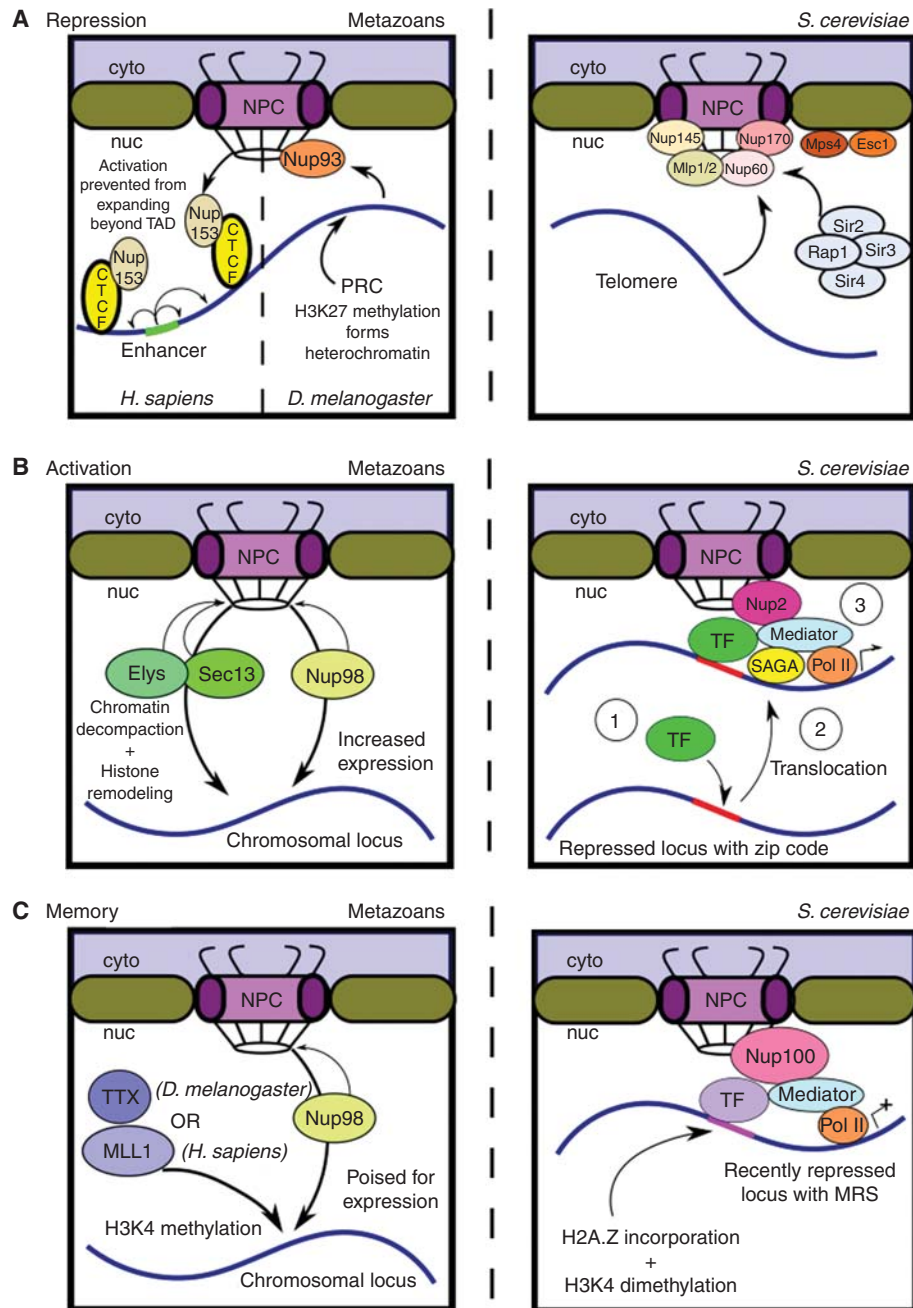 A Repression Metazoans S. cerevisiae
cyto
NPC
nuc
Nup93
Activation
prevented from
expanding
beyond TAD
Nup
153
CTCF
Nup
153
CTCF
Enhancer
PRC
H3K27 methylation
forms
heterochromatin
H. sapiens D. melanogaster
cyto
NPC
nuc
Nup145
Nup170
Mps4
Esc1
Mlp1/2
Nup60
Sir2
Rap1
Sir3
Sir4
Telomere
B Activation Metazoans S. cerevisiae
cyto
NPC
nuc
Elys
Sec13
Nup98
Chromatin
decompaction
+
Histone
remodeling
Increased
expression
Chromosomal locus
cyto
NPC
nuc
Nup2
3
TF
Mediator
SAGA
Pol II
1
TF
2
Translocation
Repressed locus with zip code
C Memory Metazoans S. cerevisiae
cyto
NPC
nuc
TTX
(D. melanogaster)
OR
MLL1
(H. sapiens)
Nup98
Poised for
expression
H3K4 methylation
Chromosomal locus
cyto
NPC
nuc
Nup100
TF
Mediator
Pol II
Recently repressed
locus with MRS
H2A.Z incorporation
+
H3K4 dimethylation